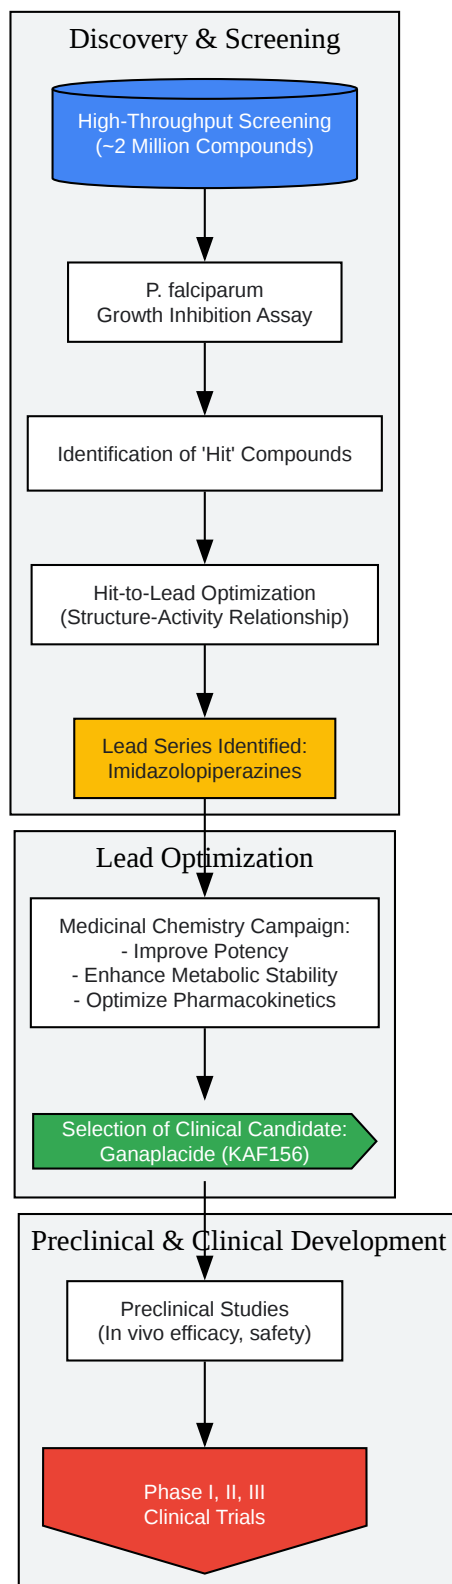 Discovery & Screening
High-Throughput Screening
(~2 Million Compounds)
P. falciparum
Growth Inhibition Assay
Identification of 'Hit' Compounds
Hit-to-Lead Optimization
(Structure-Activity Relationship)
Lead Series Identified:
Imidazolopiperazines
Lead Optimization
Medicinal Chemistry Campaign:
- Improve Potency
- Enhance Metabolic Stability
- Optimize Pharmacokinetics
Selection of Clinical Candidate:
Ganaplacide (KAF156)
Preclinical & Clinical Development
Preclinical Studies
(In vivo efficacy, safety)
Phase I, II, III
Clinical Trials